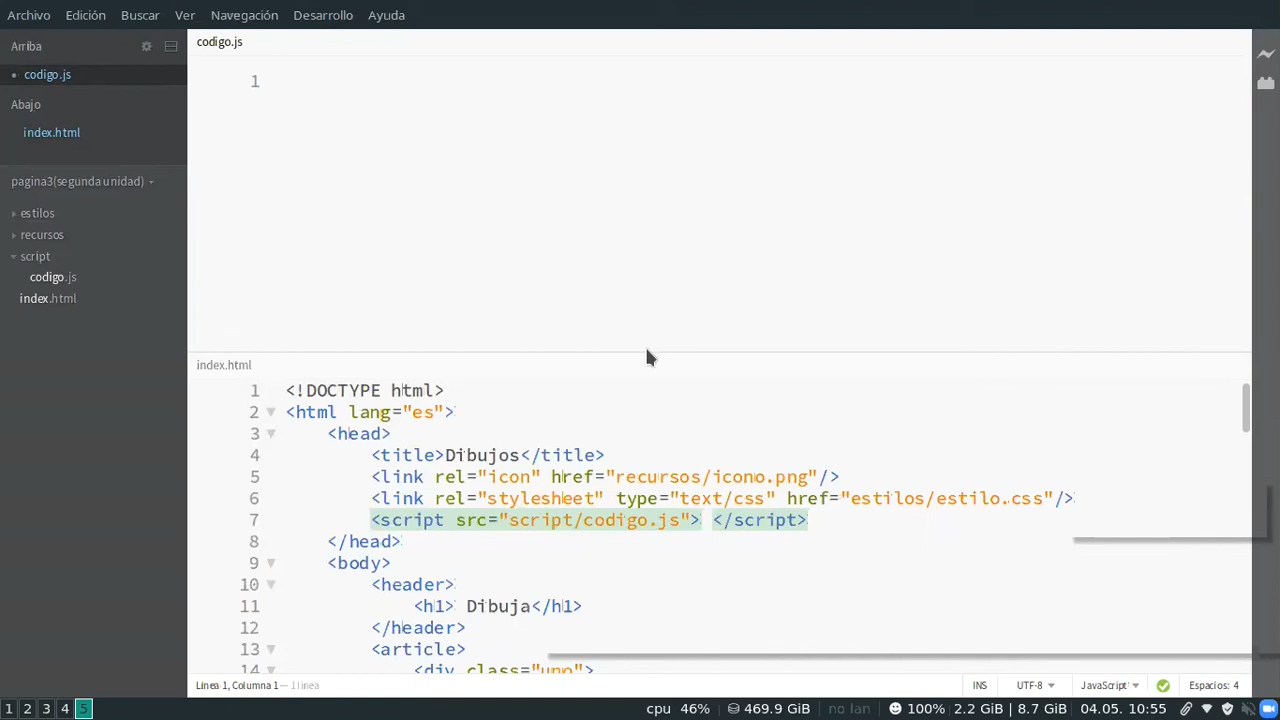 Archivo Edición Buscar Ver Navegación Desarrollo Ayuda
Arriba
codigo.js
Abajo
index.html
pagina3(segunda unidad)
estilos
recursos
script
codigo.js
index.html
codigo.js
1
index.html
1 <!DOCTYPE html>
2 <html lang="es">
3 <head>
4 <title>Dibujos</title>
5 <link rel="icon" href="recursos/icono.png"/>
6 <link rel="stylesheet" type="text/css" href="estilos/estilo.css"/>
7 <script src="script/codigo.js"> </script>
8 </head>
9 <body>
10 <header>
11 <h1> Dibuja</h1>
12 </header>
13 <article>
14 <div class="uno">
Línea 1, Columna 1 — 1 línea INS UTF-8 JavaScript Espacios: 4
1 2 3 4 5 cpu 46% 469.9 GiB no lan 100% 2.2 GiB | 8.7 GiB 04.05. 10:55